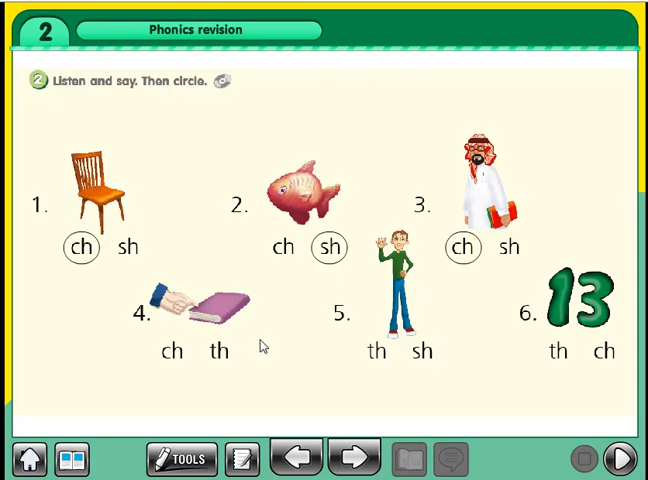 2 Phonics revision
2 Listen and say. Then circle.
1. 2. 3.
ch sh ch sh ch sh
4. 5. 6. 13
ch th th sh th ch
TOOLS